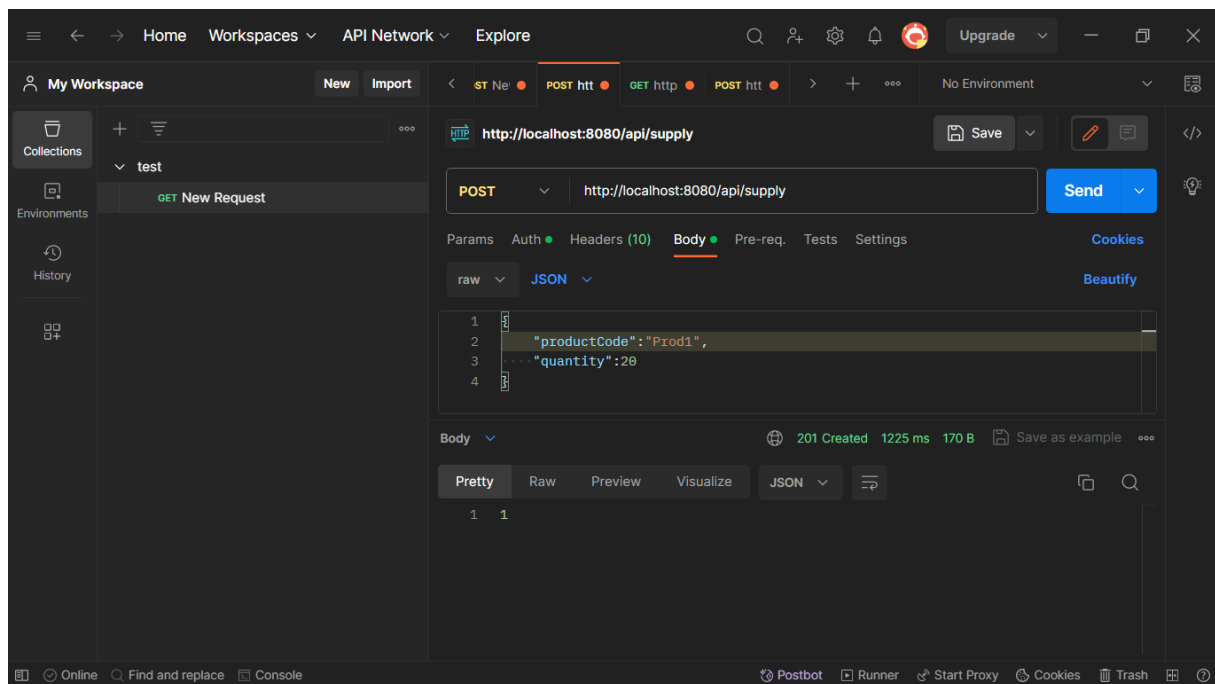 Home Workspaces API Network Explore Upgrade
My Workspace New Import ST Ne POST htt GET http POST htt No Environment
Collections
Environments
History
test
GET New Request
HTTP http://localhost:8080/api/supply Save
POST http://localhost:8080/api/supply Send
Params Auth Headers (10) Body Pre-req. Tests Settings Cookies
raw JSON Beautify
1 {
2 "productCode":"Prod1",
3 "quantity":20
4 }
Body 201 Created 1225 ms 170 B Save as example
Pretty Raw Preview Visualize JSON
1 1
Online Find and replace Console Postbot Runner Start Proxy Cookies Trash